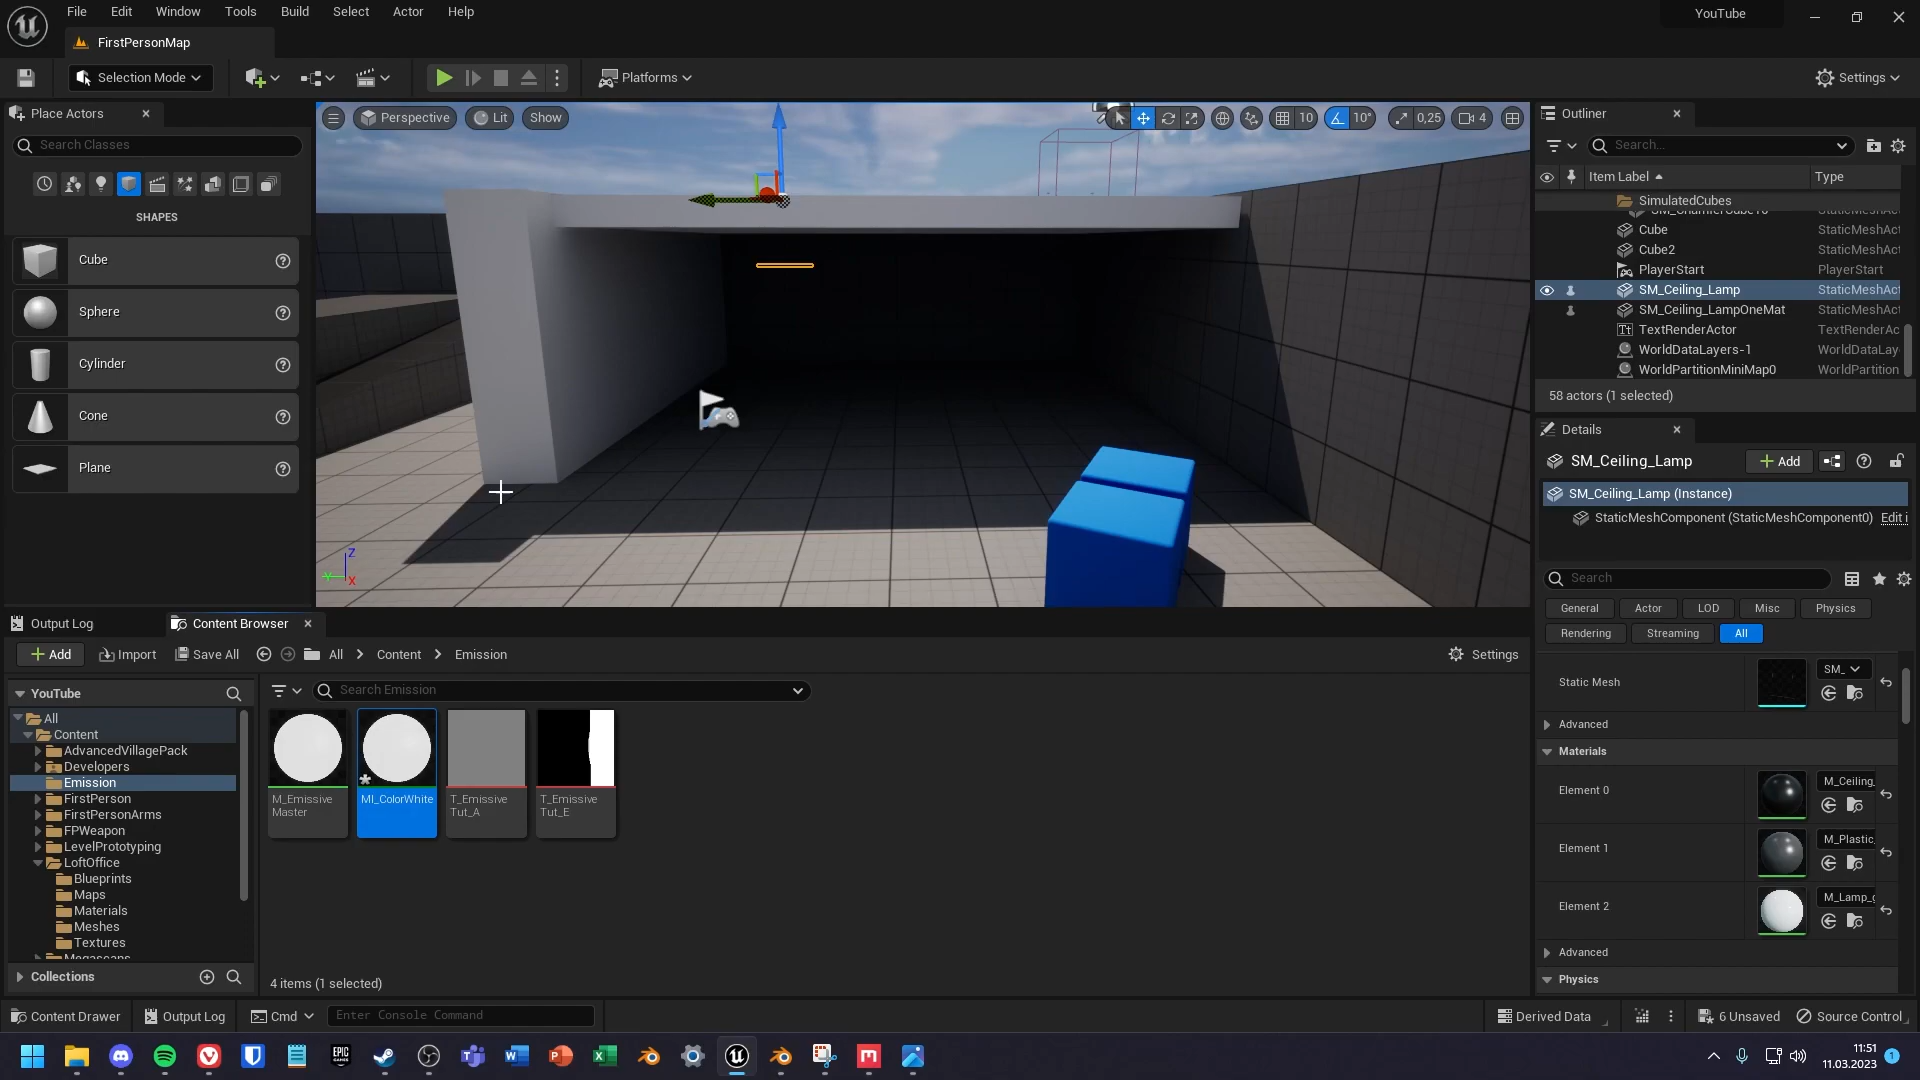 File Edit Window Tools Build Select Actor Help
YouTube
FirstPersonMap
Selection Mode
Platforms
Settings
Place Actors
Search Classes
SHAPES
Cube
Sphere
Cylinder
Cone
Plane
Perspective
Lit
Show
10
10°
0,25
4
Z
Y
X
Outliner
Search...
Item Label
Type
SimulatedCubes
SM_ChamferCube10 StaticMeshAct
Cube StaticMeshAct
Cube2 StaticMeshAct
PlayerStart PlayerStart
SM_Ceiling_Lamp StaticMeshAct
SM_Ceiling_LampOneMat StaticMeshAct
TextRenderActor TextRenderAc
WorldDataLayers-1 WorldDataLay
WorldPartitionMiniMap0 WorldPartition
58 actors (1 selected)
Details
SM_Ceiling_Lamp
Add
SM_Ceiling_Lamp (Instance)
StaticMeshComponent (StaticMeshComponent0) Edit i
Search
General Actor LOD Misc Physics
Rendering Streaming All
Static Mesh
SM_
Advanced
Materials
Element 0
M_Ceiling_
Element 1
M_Plastic_
Element 2
M_Lamp_g
Advanced
Physics
Output Log
Content Browser
Add
Import
Save All
All
Content
Emission
Settings
YouTube
Search Emission
All
Content
AdvancedVillagePack
Developers
Emission
FirstPerson
FirstPersonArms
FPWeapon
LevelPrototyping
LoftOffice
Blueprints
Maps
Materials
Meshes
Textures
Megascans
Collections
M_Emissive
Master
MI_ColorWhite
T_Emissive
Tut_A
T_Emissive
Tut_E
4 items (1 selected)
Content Drawer
Output Log
Cmd
Enter Console Command
Derived Data
6 Unsaved
Source Control
EPIC
GAMES
11:51
11.03.2023
1